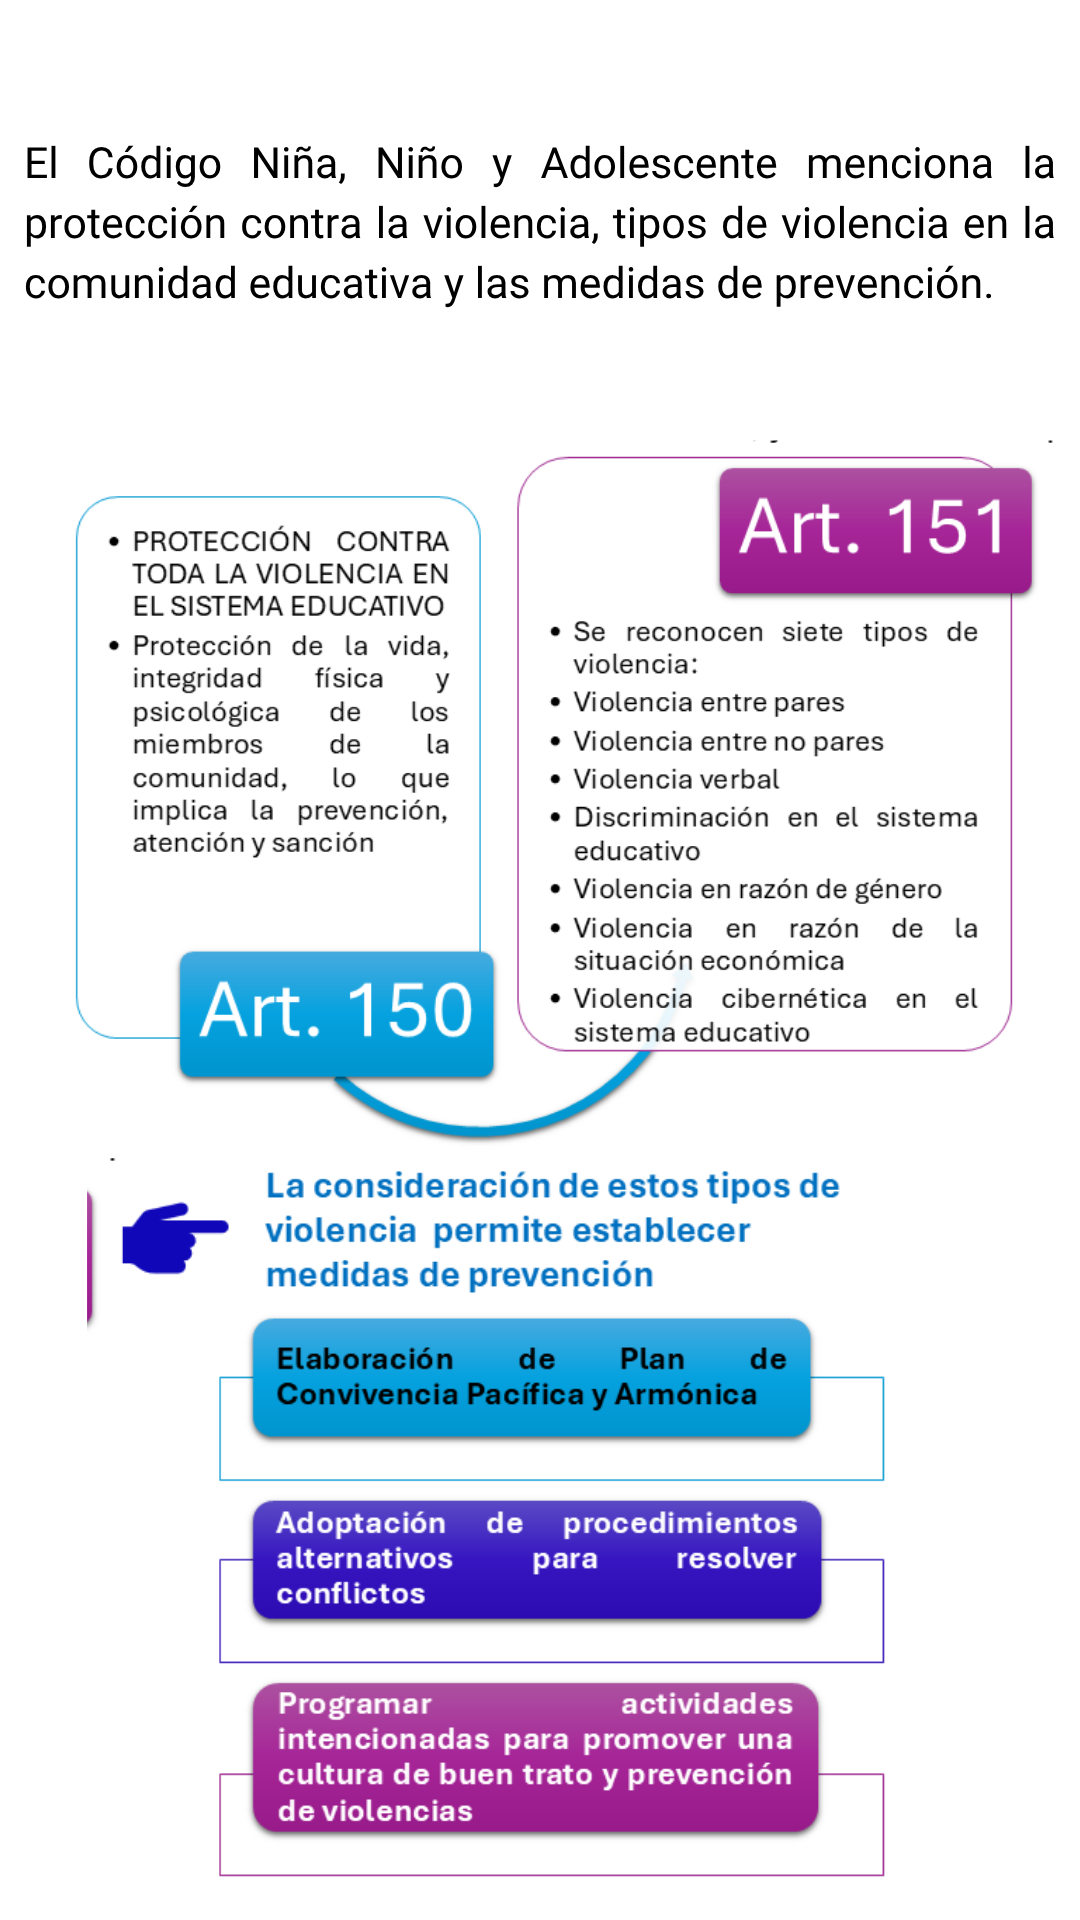 El Código Niña, Niño y Adolescente menciona la
protección contra la violencia, tipos de violencia en la
comunidad educativa y las medidas de prevención.
• PROTECCIÓN CONTRA
TODA LA VIOLENCIA EN
EL SISTEMA EDUCATIVO
• Protección de la vida,
integridad física y
psicológica de los
miembros de la
comunidad, lo que
implica la prevención,
atención y sanción
Art. 150
Art. 151
• Se reconocen siete tipos de
violencia:
• Violencia entre pares
• Violencia entre no pares
• Violencia verbal
• Discriminación en el sistema
educativo
• Violencia en razón de género
• Violencia en razón de la
situación económica
• Violencia cibernética en el
sistema educativo
La consideración de estos tipos de
violencia permite establecer
medidas de prevención
Elaboración de Plan de
Convivencia Pacífica y Armónica
Adoptación de procedimientos
alternativos para resolver
conflictos
Programar actividades
intencionadas para promover una
cultura de buen trato y prevención
de violencias